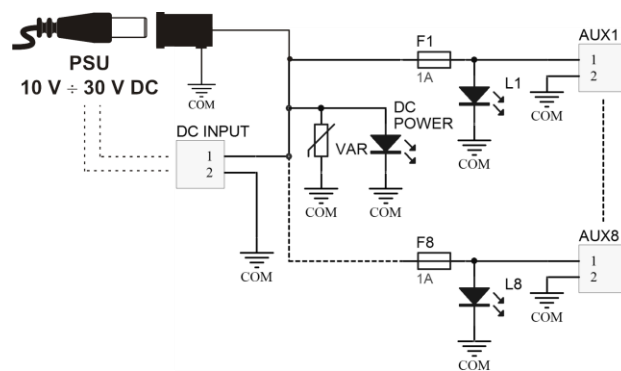 PSU
10 V ÷ 30 V DC
COM
DC INPUT
1
2
COM
VAR
COM
DC
POWER
COM
F1
1A
L1
COM
AUX1
1
2
COM
F8
1A
L8
COM
AUX8
1
2
COM